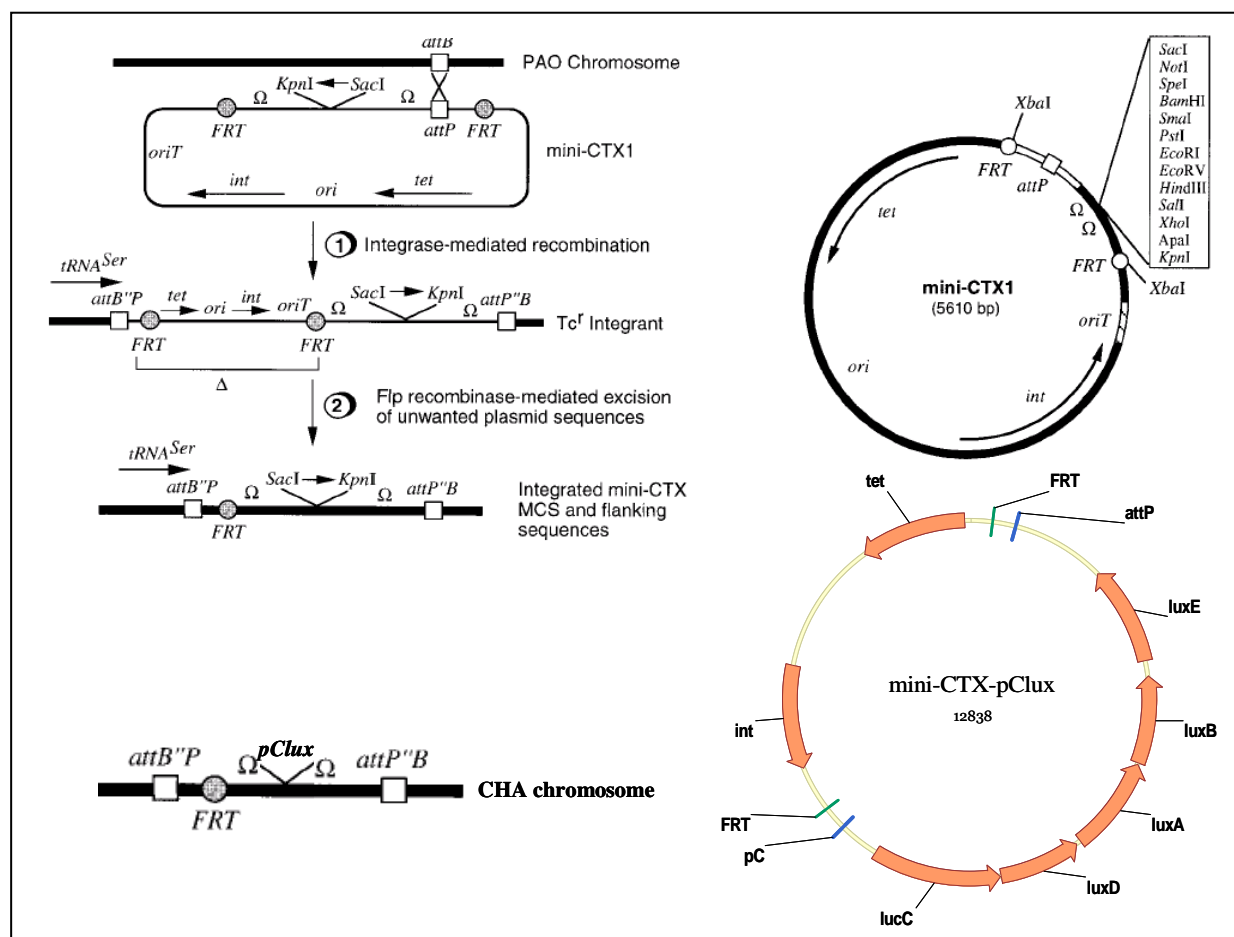 attB
PAO Chromosome
KpnI SacI
Ω Ω
FRT attP FRT
oriT
mini-CTX1
int ori tet
1 Integrase-mediated recombination
tRNA^Ser
attB"P tet ori int oriT Ω SacI KpnI Ω attP"B
FRT FRT
Tc^r Integrant
Δ
2 Flp recombinase-mediated excision
of unwanted plasmid sequences
tRNA^Ser
attB"P Ω SacI KpnI Ω attP"B
FRT
Integrated mini-CTX
MCS and flanking
sequences
attB"P Ω pClux Ω attP"B
FRT
CHA chromosome
SacI
NotI
SpeI
BamHI
SmaI
PstI
EcoRI
EcoRV
HindIII
SalI
XhoI
ApaI
KpnI
XbaI
FRT
attP
tet
Ω
Ω
FRT
XbaI
mini-CTX1
(5610 bp)
oriT
ori
int
tet
FRT
attP
luxE
mini-CTX-pClux
12838
int
luxB
FRT
pC
luxA
luxD
lucC